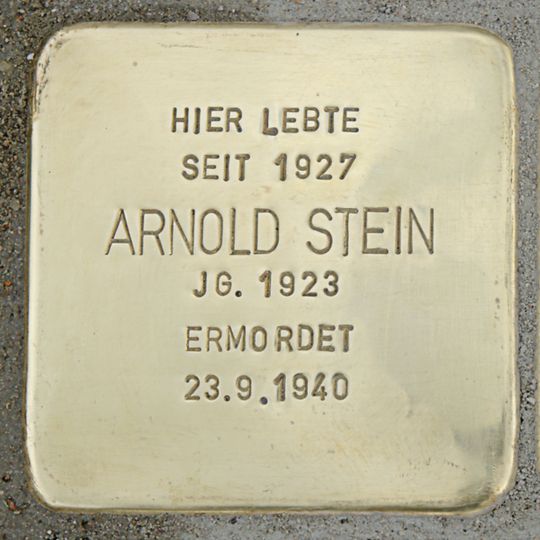 HIER LEBTE
SEIT 1927
ARNOLD STEIN
JG. 1923
ERMORDET
23.9.1940